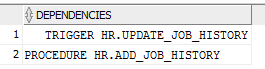 DEPENDENCIES
1 TRIGGER HR.UPDATE_JOB_HISTORY
2 PROCEDURE HR.ADD_JOB_HISTORY